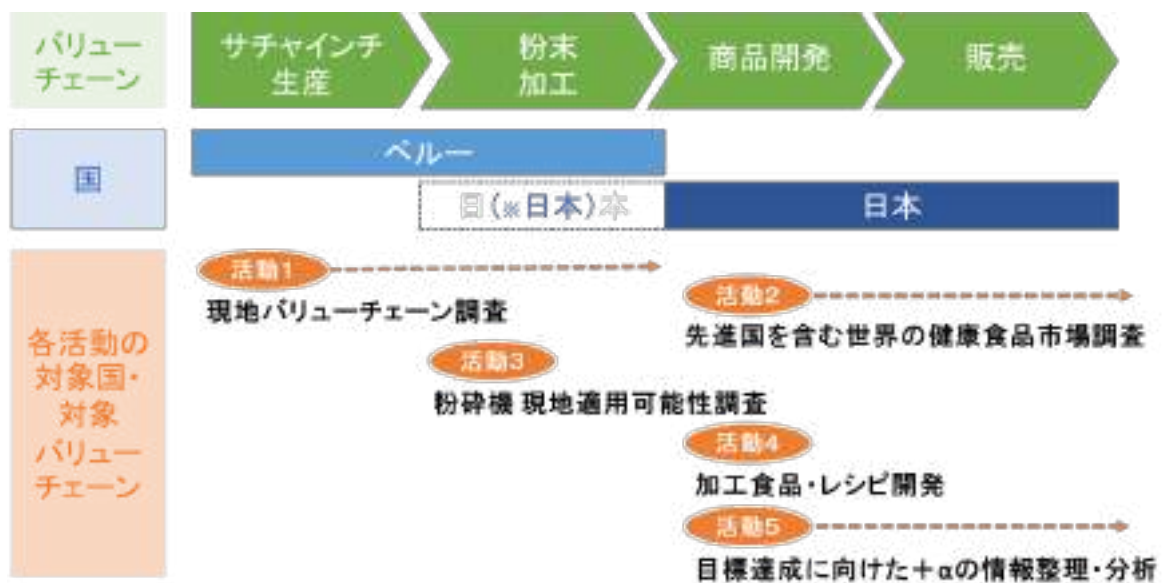 バリュー
チェーン
サチャインチ
生産
粉末
加工
商品開発
販売
国
ペルー
日(※日本)本
日本
各活動の
対象国・
対象
バリュー
チェーン
活動1
現地バリューチェーン調査
活動2
先進国を含む世界の健康食品市場調査
活動3
粉砕機 現地適用可能性調査
活動4
加工食品・レシピ開発
活動5
目標達成に向けた+αの情報整理・分析